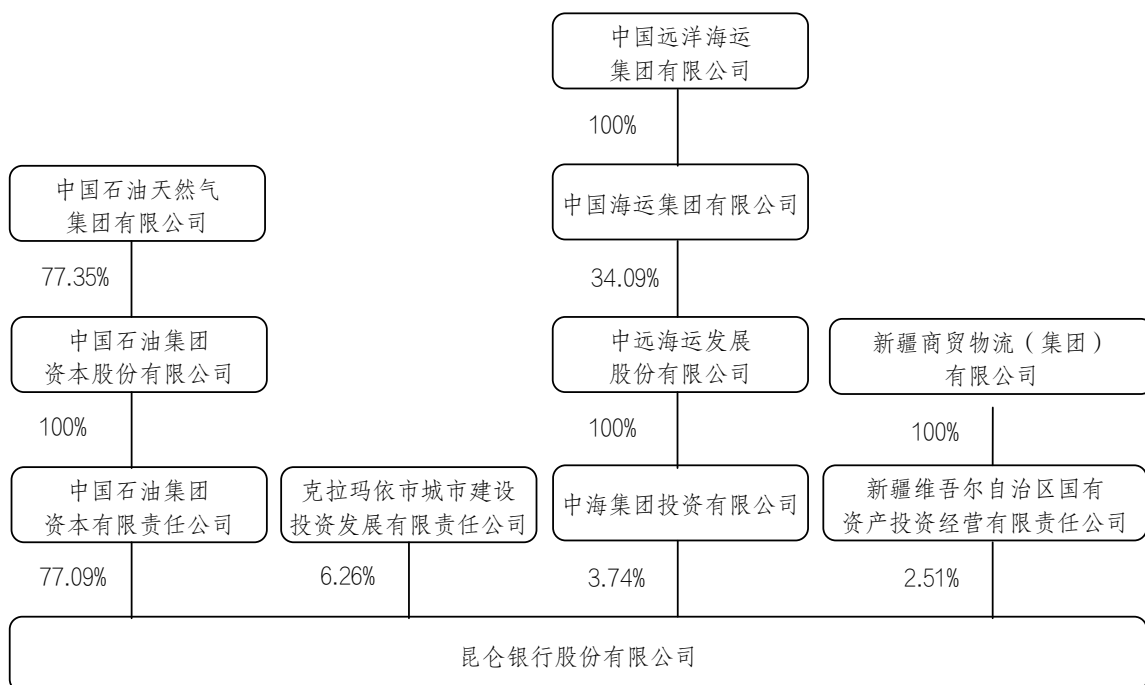 中国远洋海运
集团有限公司
100%
中国石油天然气
集团有限公司
中国海运集团有限公司
77.35%
34.09%
中国石油集团
资本股份有限公司
中远海运发展
股份有限公司
新疆商贸物流（集团）
有限公司
100%
100%
100%
中国石油集团
资本有限责任公司
克拉玛依市城市建设
投资发展有限责任公司
中海集团投资有限公司
新疆维吾尔自治区国有
资产投资经营有限责任公司
77.09%
6.26%
3.74%
2.51%
昆仑银行股份有限公司